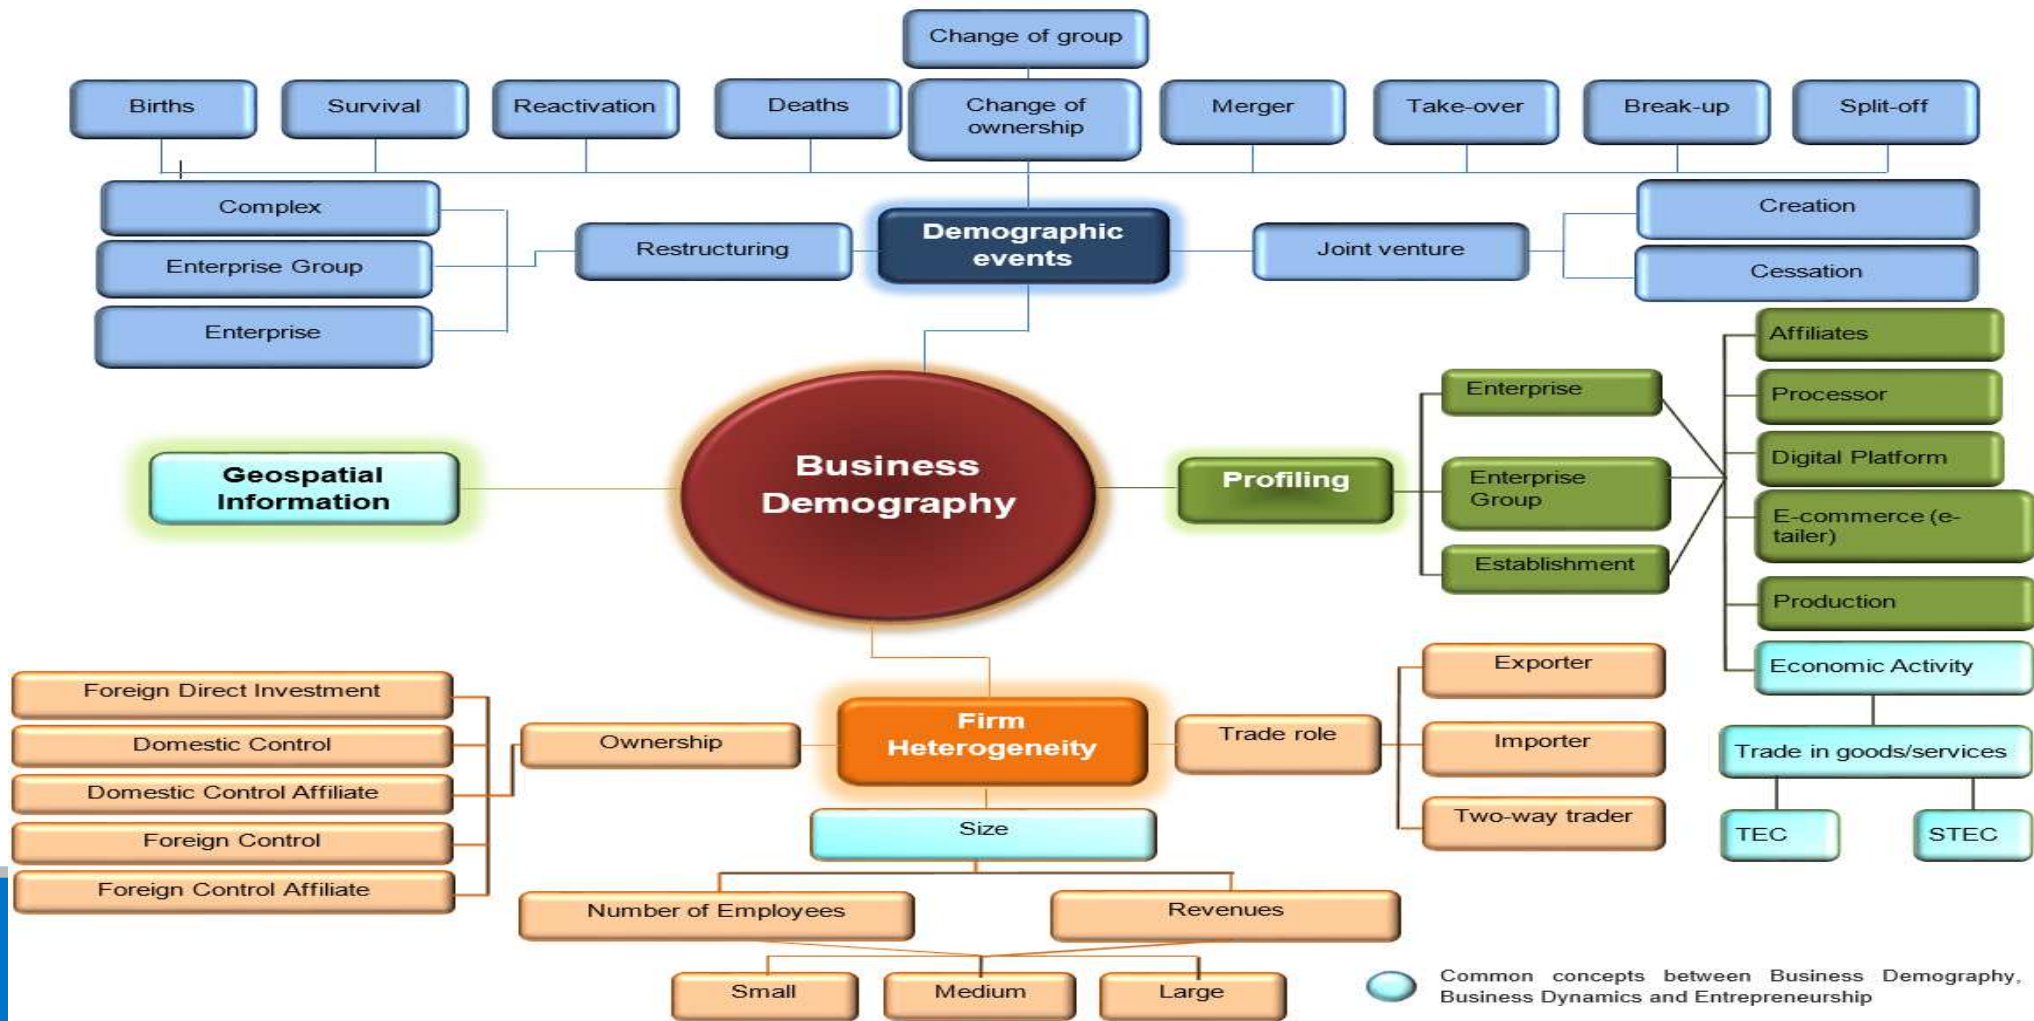 Change of group
Births
Survival
Reactivation
Deaths
Change of
ownership
Merger
Take-over
Break-up
Split-off
Complex
Enterprise Group
Enterprise
Restructuring
Demographic
events
Joint venture
Creation
Cessation
Geospatial
Information
Business
Demography
Profiling
Enterprise
Enterprise
Group
Establishment
Affiliates
Processor
Digital Platform
E-commerce (e-
tailer)
Production
Economic Activity
Trade in goods/services
TEC
STEC
Foreign Direct Investment
Domestic Control
Domestic Control Affiliate
Foreign Control
Foreign Control Affiliate
Ownership
Firm
Heterogeneity
Trade role
Exporter
Importer
Two-way trader
Size
Number of Employees
Revenues
Small
Medium
Large
Common concepts between Business Demography,
Business Dynamics and Entrepreneurship